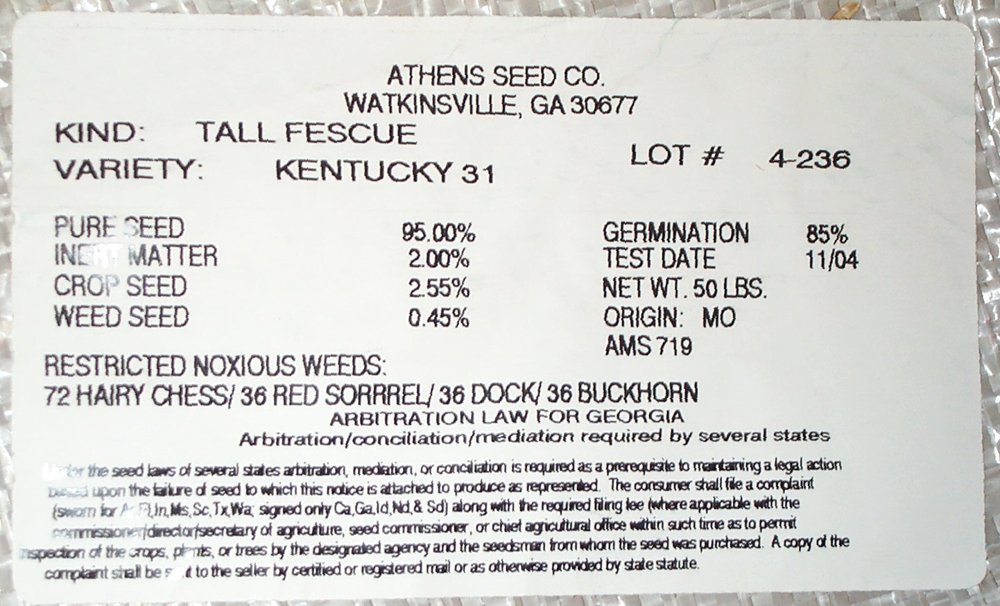 ATHENS SEED CO.
WATKINSVILLE, GA 30677
KIND: TALL FESCUE
LOT # 4-236
VARIETY: KENTUCKY 31
PURE SEED 95.00% GERMINATION 85%
INERT MATTER 2.00% TEST DATE 11/04
CROP SEED 2.55% NET WT. 50 LBS.
WEED SEED 0.45% ORIGIN: MO
AMS 719
RESTRICTED NOXIOUS WEEDS:
72 HAIRY CHESS/ 36 RED SORRREL/ 36 DOCK/ 36 BUCKHORN
ARBITRATION LAW FOR GEORGIA
Arbitration/conciliation/mediation required by several states
Under the seed laws of several states arbitration, mediation, or conciliation is required as a prerequisite to maintaining a legal action
based upon the failure of seed to which this notice is attached to produce as represented. The consumer shall file a complaint
(sworn for Fl,In,Ms,Sc,Tx,Wa; signed only Ca,Ga,Id,Nd,& Sd) along with the required filing fee (where applicable with the
commissioner/director/secretary of agriculture, seed commissioner, or chief agricultural office within such time as to permit
inspection of the crops, plants, or trees by the designated agency and the seedsman from whom the seed was purchased. A copy of the
complaint shall be sent to the seller by certified or registered mail or as otherwise provided by state statute.